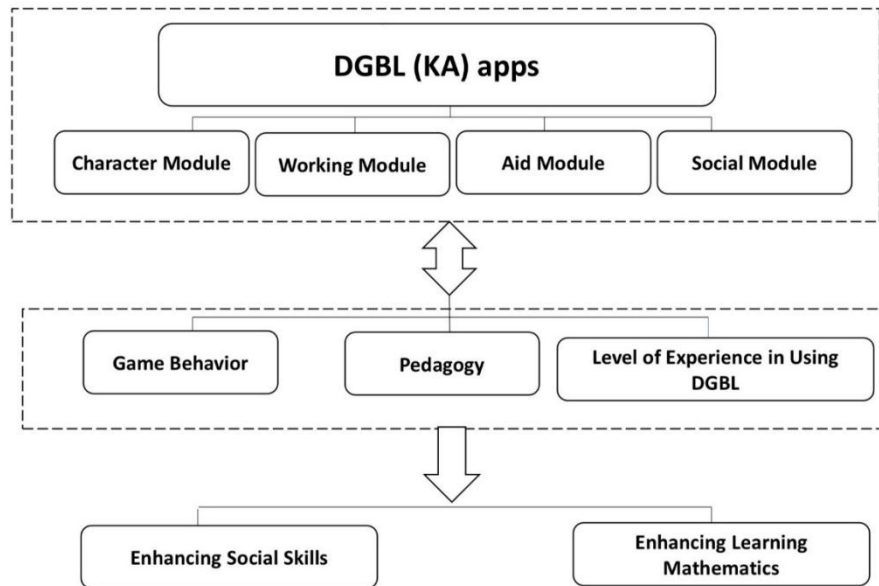 DGBL (KA) apps
Character Module
Working Module
Aid Module
Social Module
Game Behavior
Pedagogy
Level of Experience in Using
DGBL
Enhancing Social Skills
Enhancing Learning
Mathematics